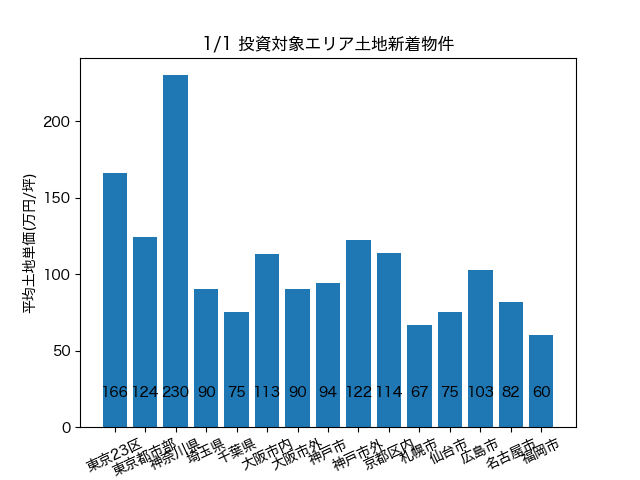 1/1 投資対象エリア土地新着物件
平均土地単価(万円/坪)
200
150
100
50
0
166 124 230 90 75 113 90 94 122 114 67 75 103 82 60
東京23区
東京都市部
神奈川県
埼玉県
千葉県
大阪市内
大阪市外
神戸市
神戸市外
京都区内
札幌市
仙台市
広島市
名古屋市
福岡市